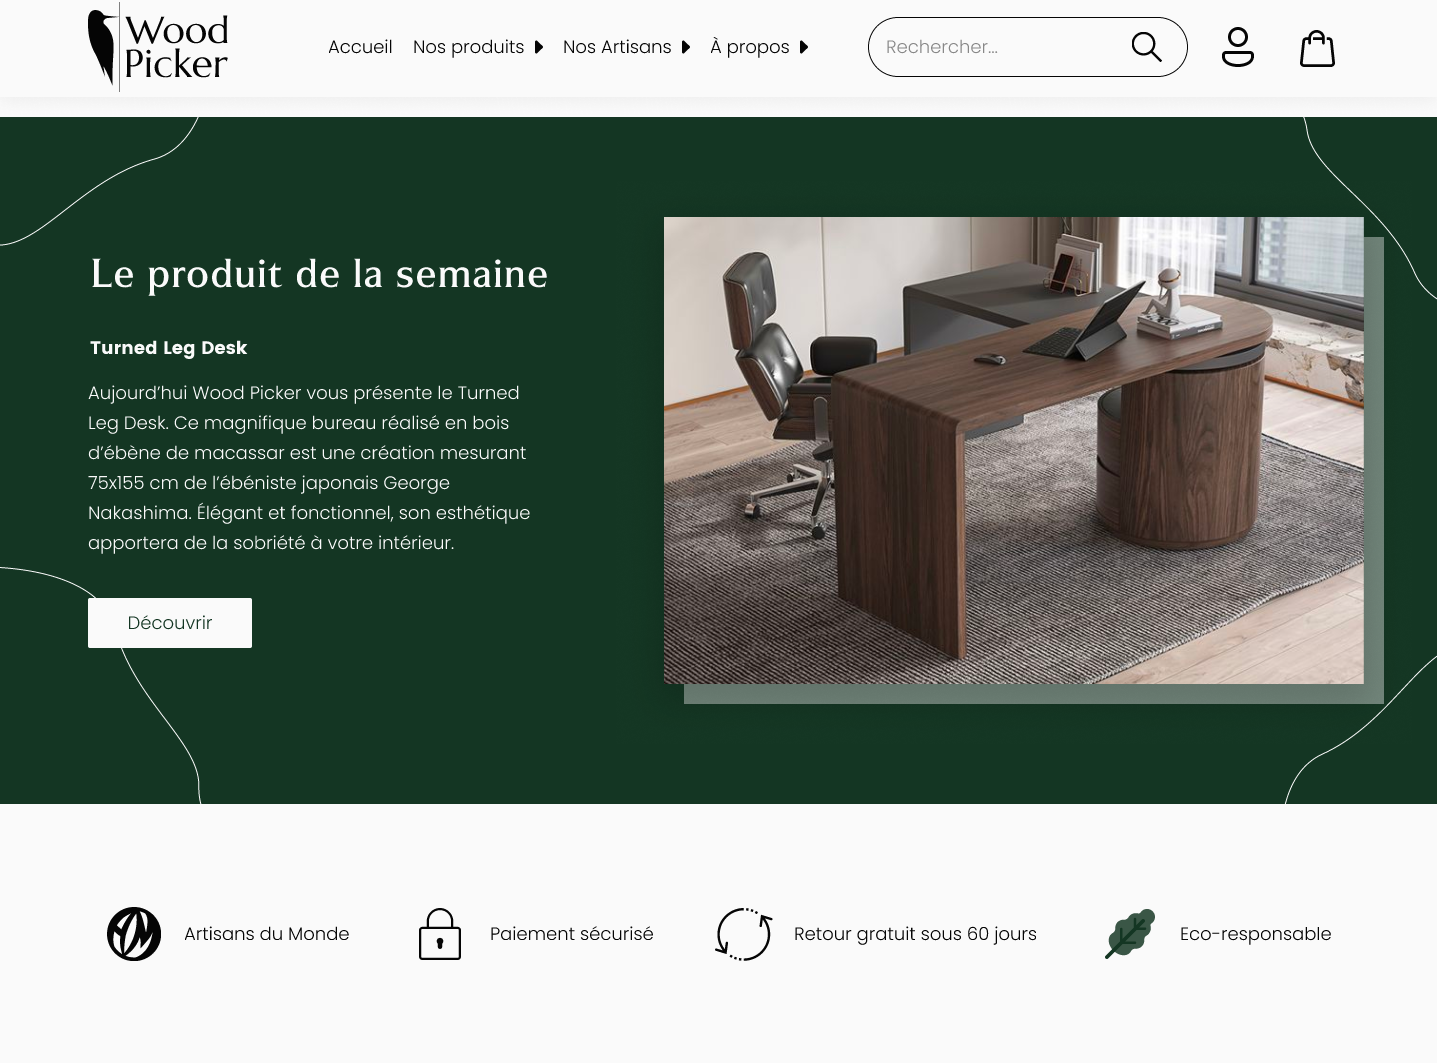 Wood
Picker
Accueil Nos produits Nos Artisans À propos
Rechercher...
Le produit de la semaine
Turned Leg Desk
Aujourd’hui Wood Picker vous présente le Turned
Leg Desk. Ce magnifique bureau réalisé en bois
d’ébène de macassar est une création mesurant
75x155 cm de l’ébéniste japonais George
Nakashima. Élégant et fonctionnel, son esthétique
apportera de la sobriété à votre intérieur.
Découvrir
Artisans du Monde
Paiement sécurisé
Retour gratuit sous 60 jours
Eco-responsable